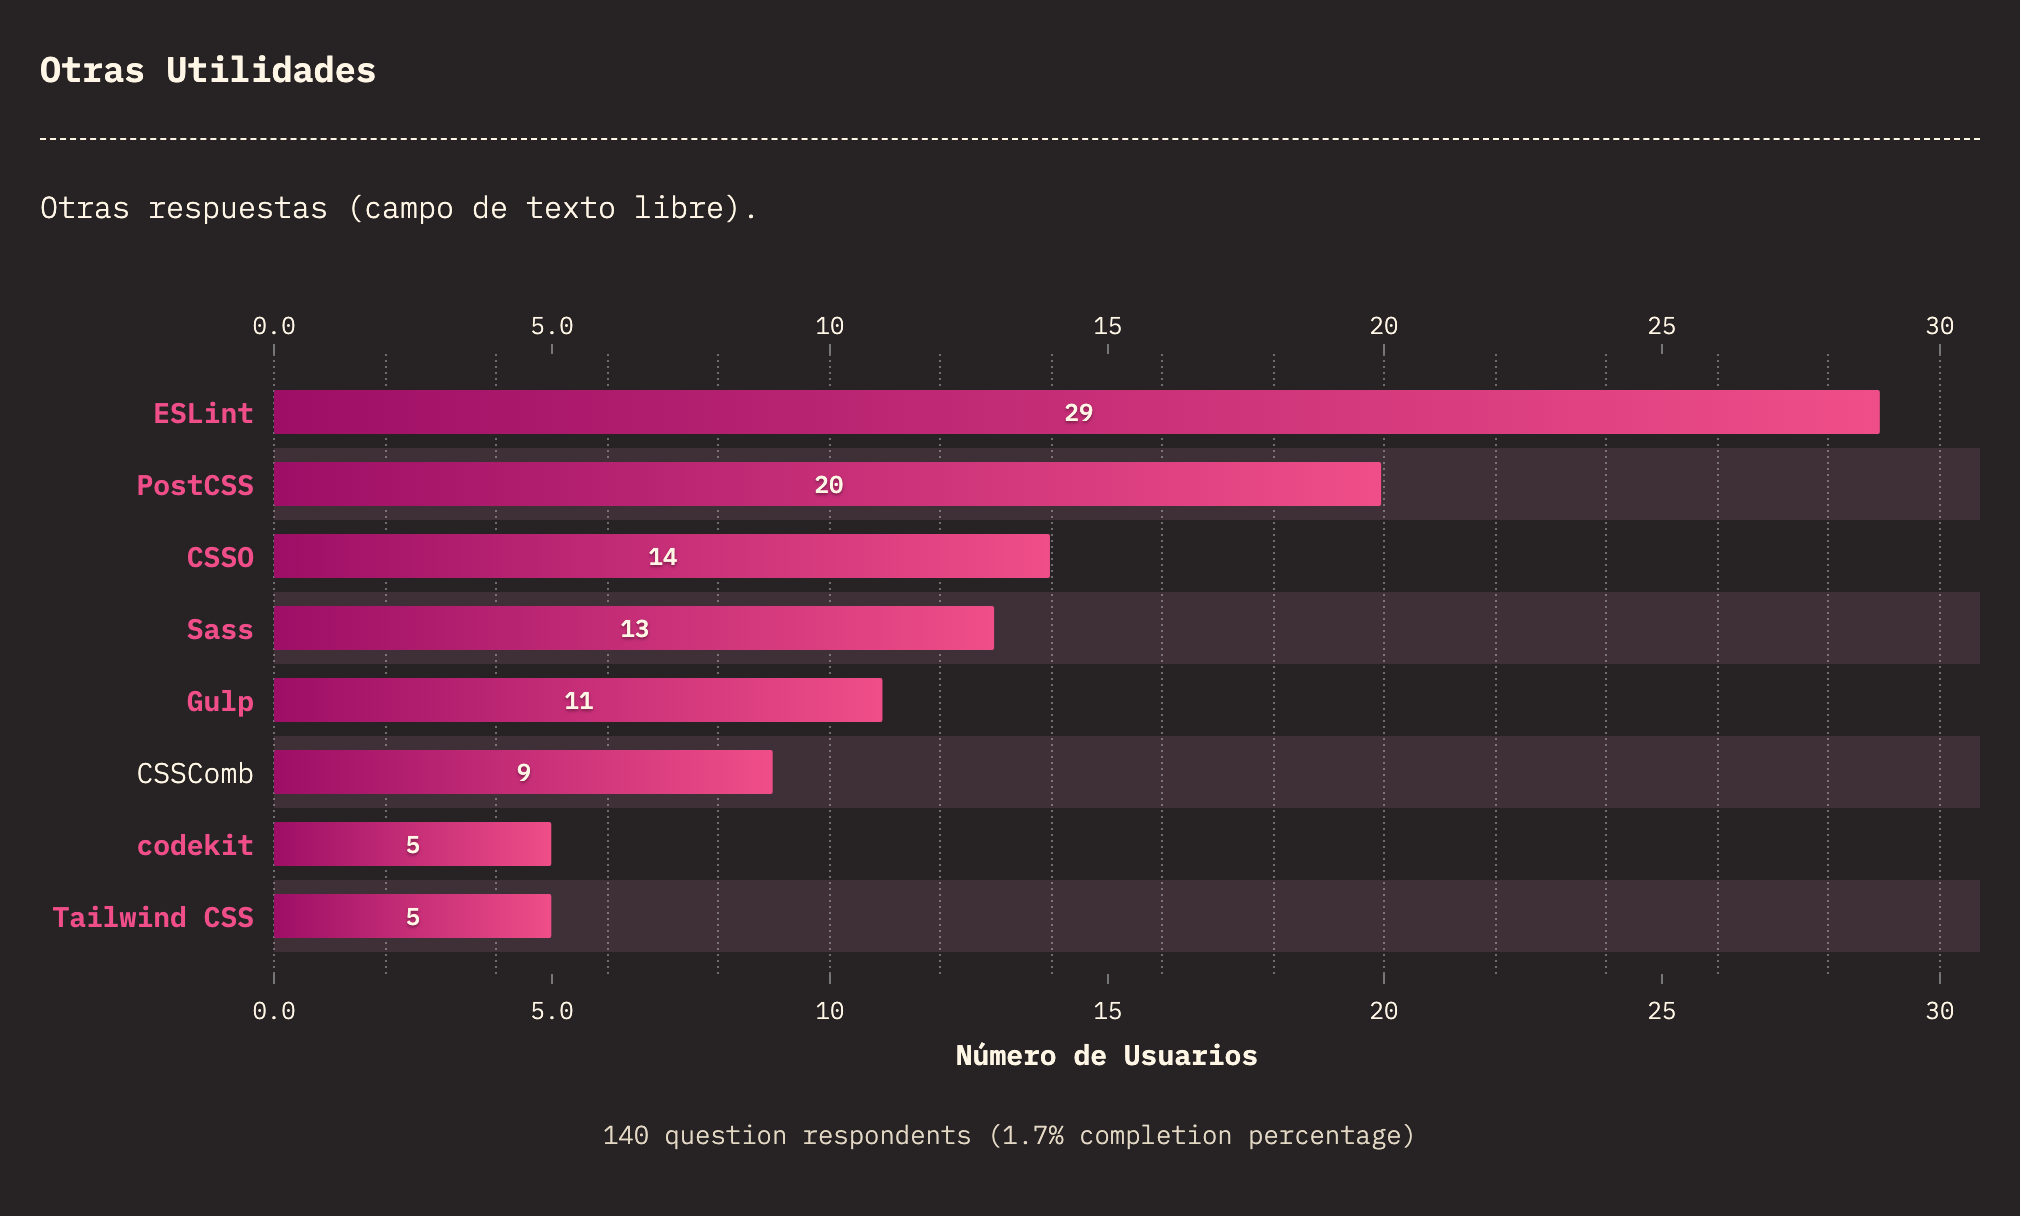 Otras Utilidades
Otras respuestas (campo de texto libre).
0.0 5.0 10 15 20 25 30
ESLint 29
PostCSS 20
CSSO 14
Sass 13
Gulp 11
CSSComb 9
codekit 5
Tailwind CSS 5
0.0 5.0 10 15 20 25 30
Número de Usuarios
140 question respondents (1.7% completion percentage)